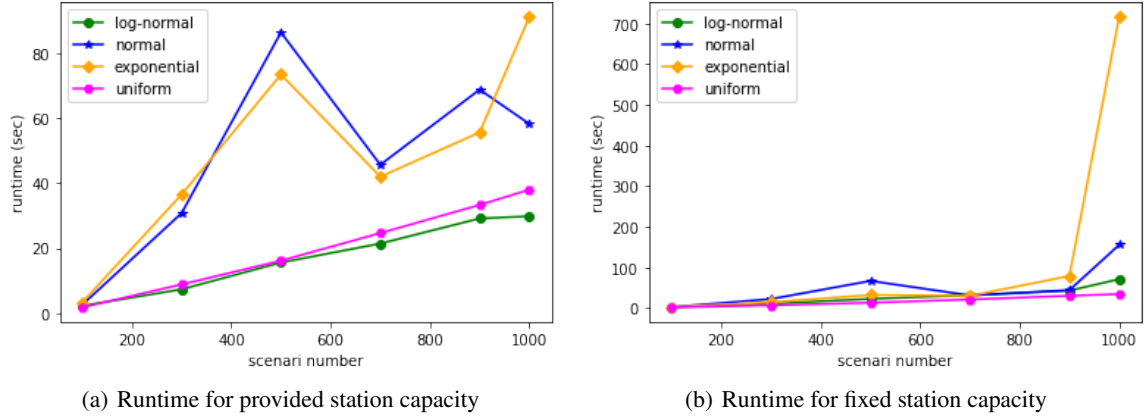 log-normal
normal
exponential
uniform
80
60
40
20
0
runtime (sec)
200
400
600
800
1000
scenari number
(a) Runtime for provided station capacity
log-normal
normal
exponential
uniform
700
600
500
400
300
200
100
0
runtime (sec)
200
400
600
800
1000
scenari number
(b) Runtime for fixed station capacity